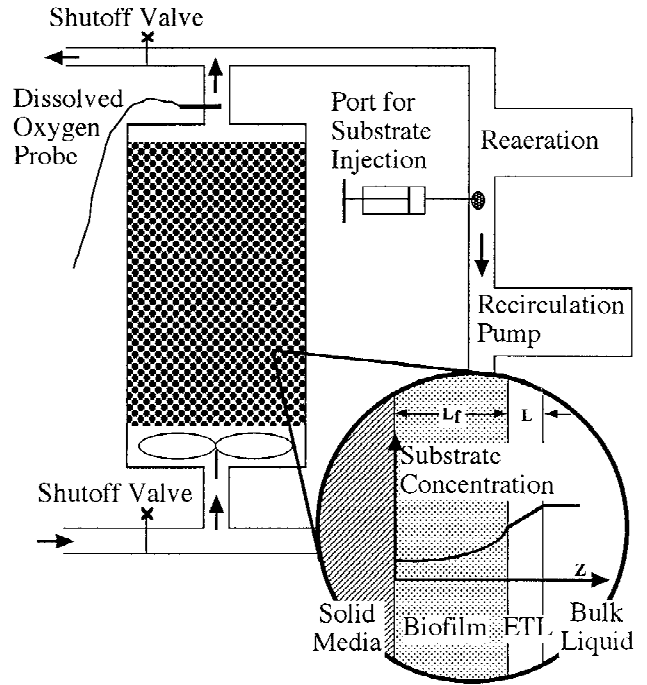 Shutoff Valve
Dissolved
Oxygen
Probe
Port for
Substrate
Injection
Reaeration
Recirculation
Pump
Lf
L
Substrate
Concentration
Shutoff Valve
Z
Solid
Media
Biofilm
ETL
Bulk
Liquid